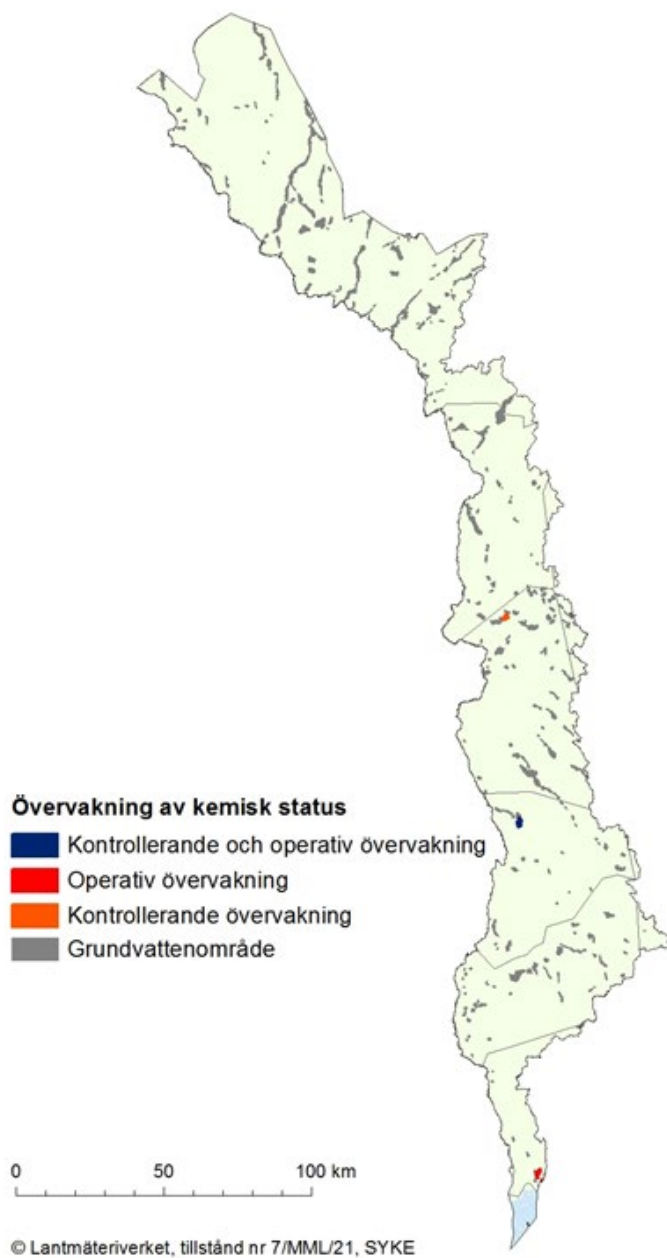 Övervakning av kemisk status
Kontrollerande och operativ övervakning
Operativ övervakning
Kontrollerande övervakning
Grundvattenområde
0 50 100 km
© Lantmäteriverket, tillstånd nr 7/MML/21, SYKE